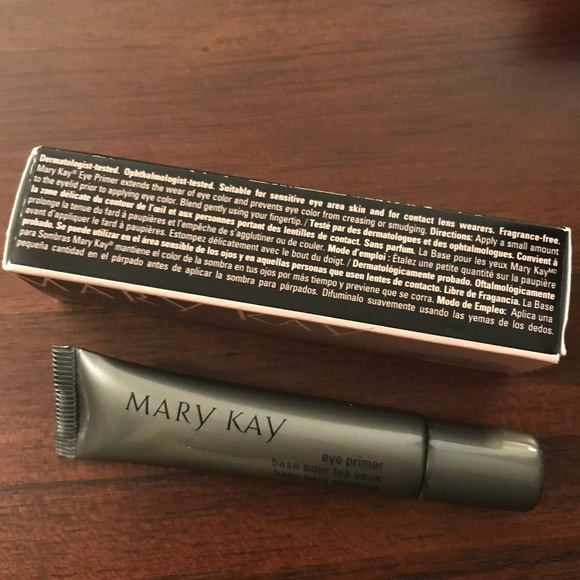 Dermatologist-tested. Ophthalmologist-tested. Suitable for sensitive eye area skin and for contact lens wearers. Fragrance-free.
Mary Kay® Eye Primer extends the wear of eye color and prevents eye color from creasing or smudging. Directions: Apply a small amount
to the eyelid prior to applying eye color. Blend gently using your fingertip. / Testé par des dermatologues et des ophtalmologues. Convient à
la zone délicate du contour de l'œil et aux personnes portant des lentilles de contact. Sans parfum. La Base pour les yeux Mary Kay MD
prolonge la tenue du fard à paupières et l'empêche de s'agglutiner ou de couler. Mode d'emploi : Étalez une petite quantité sur la paupière
avant d'appliquer le fard à paupières. Estompez délicatement avec le bout du doigt. / Dermatológicamente probado. Oftalmológicamente
probado. Se puede utilizar en el área sensible de los ojos y en aquellas personas que usen lentes de contacto. Libre de Fragancia. La Base
para Sombras Mary Kay® mantiene el color de la sombra en tus ojos por más tiempo y previene que se corra. Modo de Empleo: Aplica una
pequeña cantidad en el párpado antes de aplicar la sombra para párpados. Difumínalo suavemente usando las yemas de los dedos.
MARY KAY
MARY KAY
eye primer
base pour les yeux
base para sombras